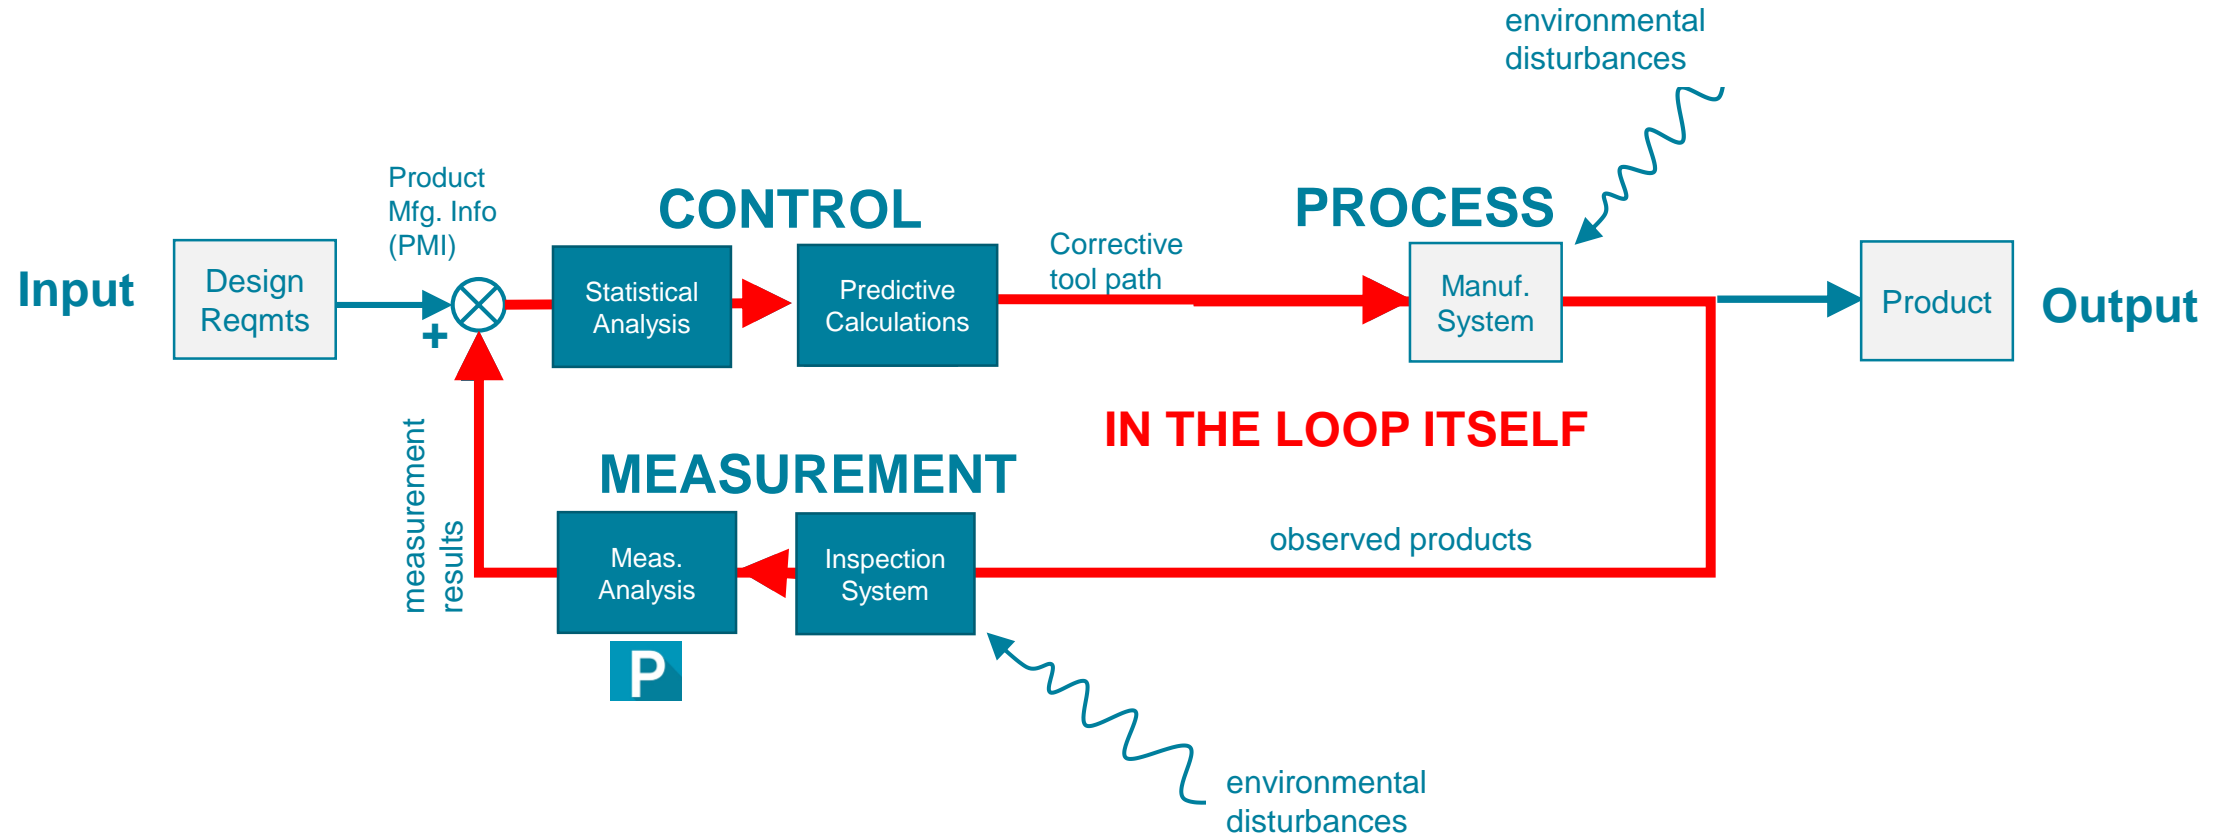 environmental
disturbances
Product
Mfg. Info
(PMI)
CONTROL
PROCESS
Input
Design
Reqmts
+
Statistical
Analysis
Predictive
Calculations
Corrective
tool path
Manuf.
System
Product
Output
IN THE LOOP ITSELF
measurement
results
MEASUREMENT
Meas.
Analysis
Inspection
System
observed products
P
environmental
disturbances